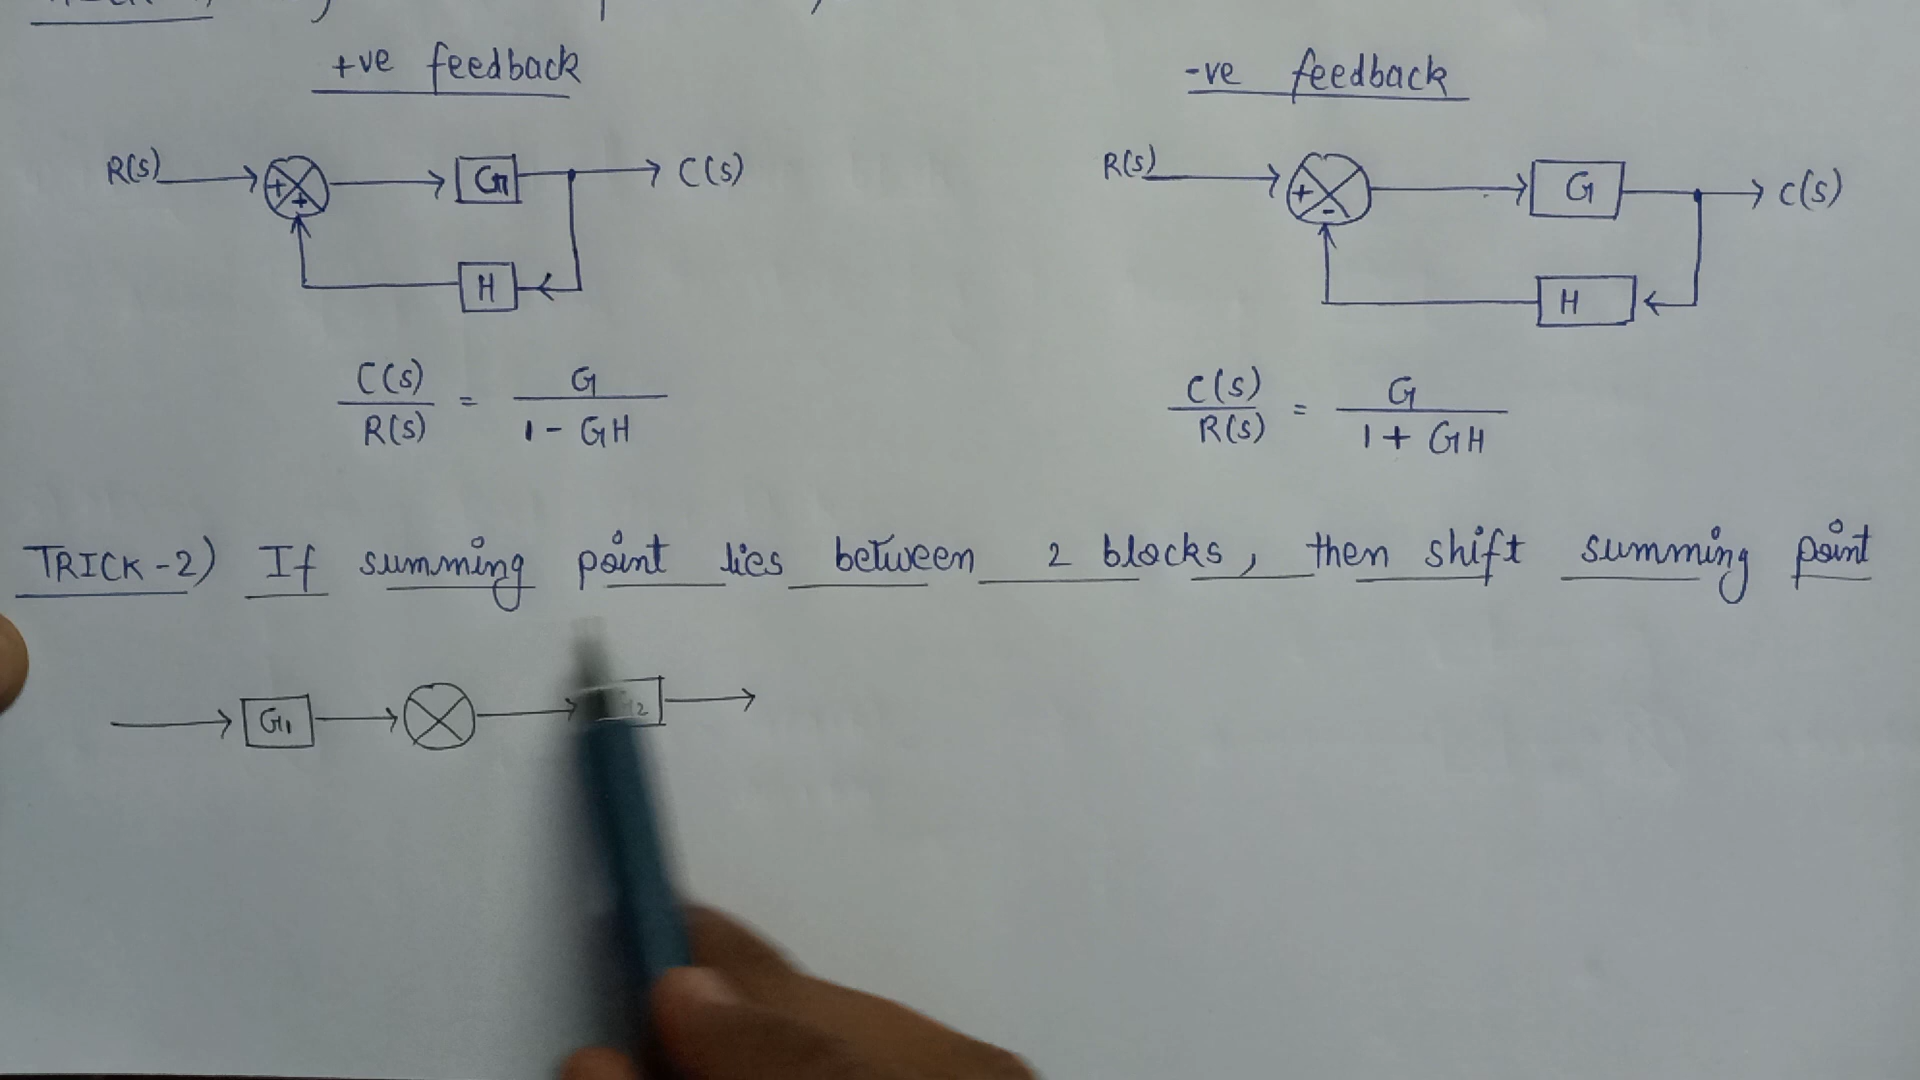 +ve feedback
-ve feedback
R(s) + + G C(s)
H
R(s) + - G C(s)
H
C(s)/R(s) = G/1 - GH
C(s)/R(s) = G/1 + GH
TRICK-2) If summing point lies between 2 blocks, then shift summing point
G1